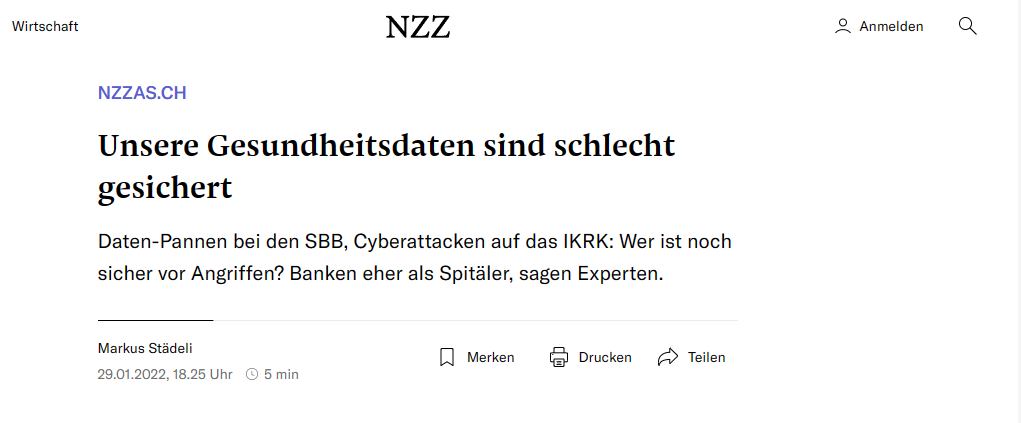 Wirtschaft
NZZ
Anmelden
NZZAS.CH
Unsere Gesundheitsdaten sind schlecht
gesichert
Daten-Pannen bei den SBB, Cyberattacken auf das IKRK: Wer ist noch
sicher vor Angriffen? Banken eher als Spitäler, sagen Experten.
Markus Städeli
29.01.2022, 18.25 Uhr
5 min
Merken
Drucken
Teilen